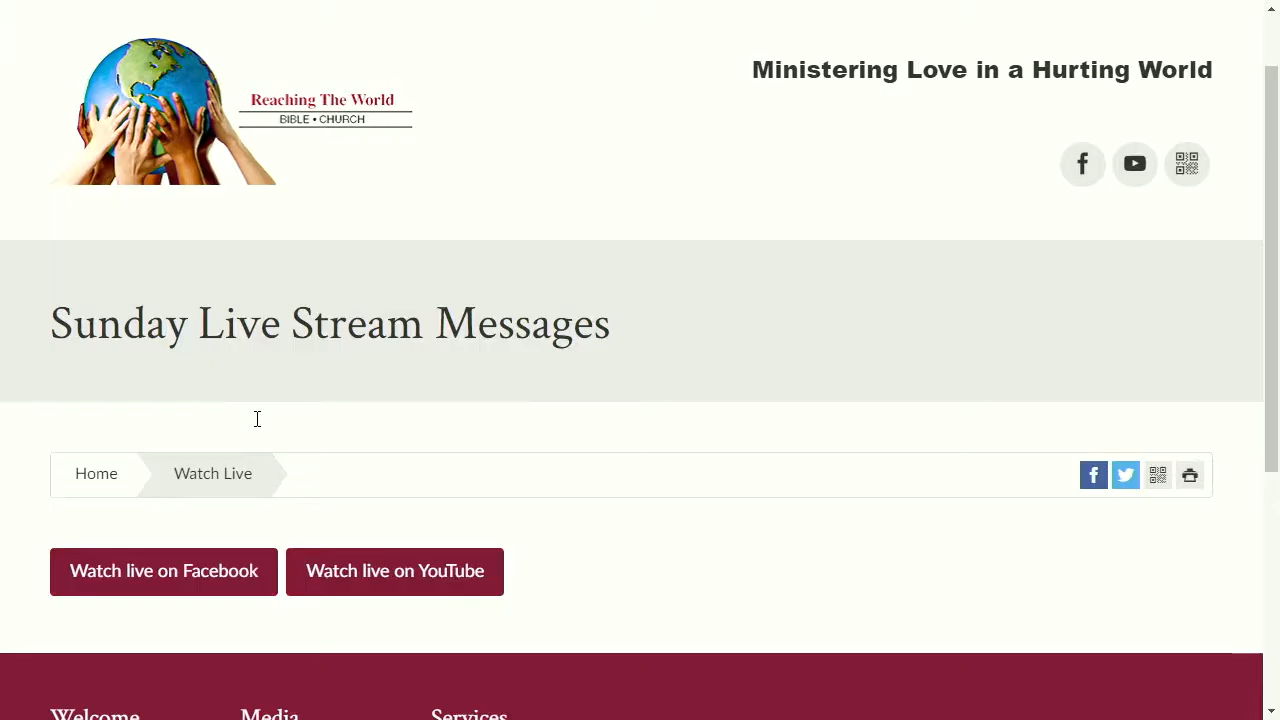 Reaching The World
BIBLE • CHURCH
Ministering Love in a Hurting World
Sunday Live Stream Messages
Home
Watch Live
Watch live on Facebook
Watch live on YouTube
Welcome
Media
Services